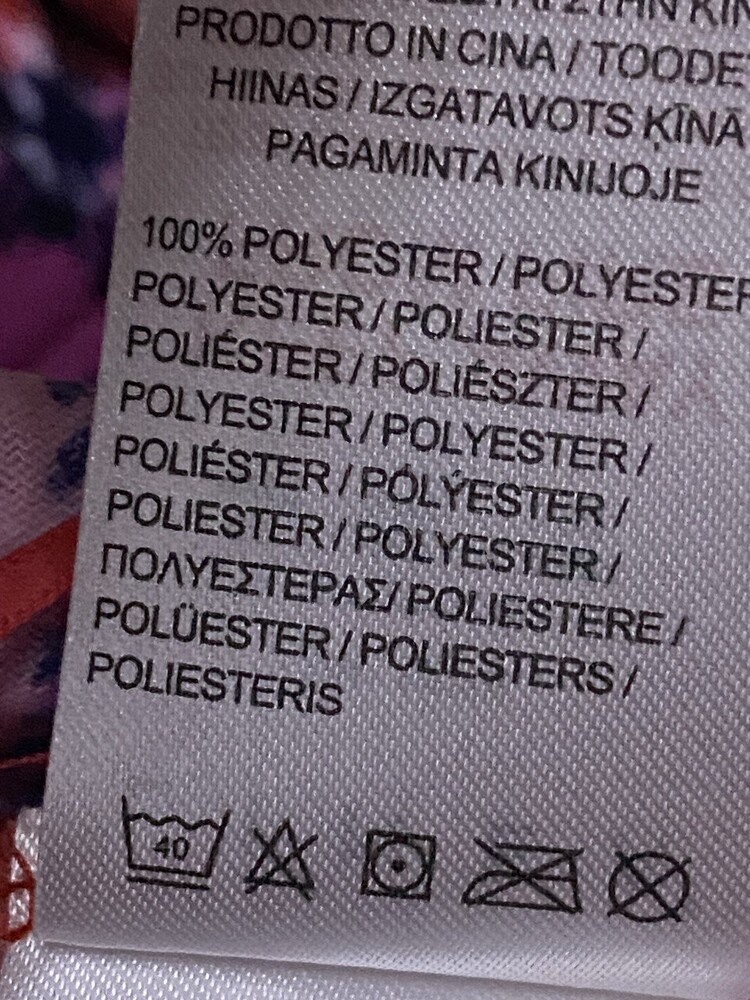 PRODOTTO IN CINA / TOODE
HIINAS / IZGATAVOTS ĶĪNĀ
PAGAMINTA KINIJOJE
100% POLYESTER / POLYESTER
POLYESTER / POLIESTER /
POLIÉSTER / POLIÉSZTER /
POLYESTER / POLYESTER /
POLIÉSTER / PÓLÝESTER /
POLIESTER / POLYESTER /
ΠΟΛΥΕΣΤΕΡΑΣ/ POLIESTERE /
POLÜESTER / POLIESTERS /
POLIESTERIS
40